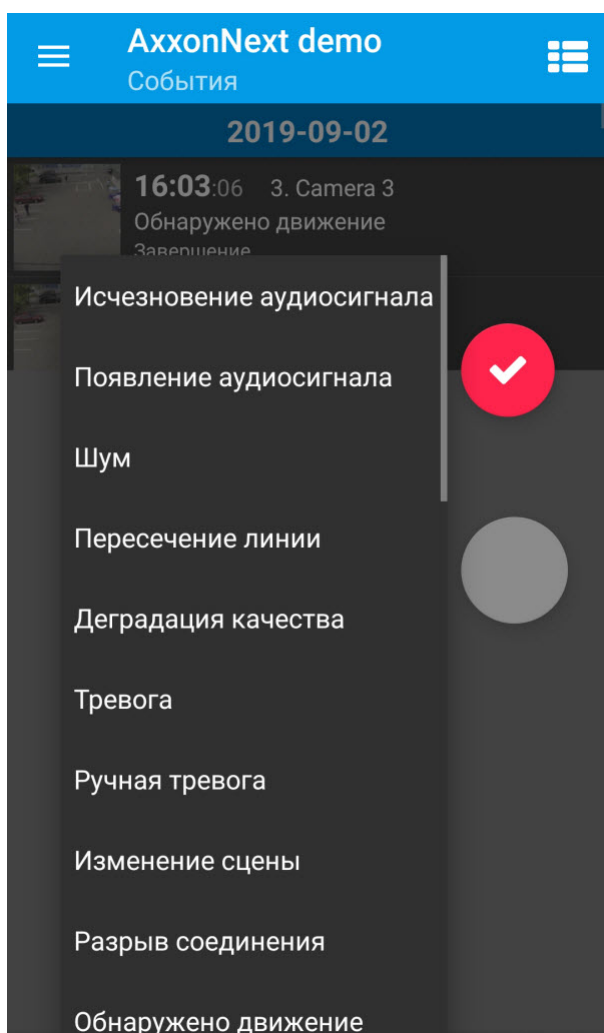 AxxonNext demo
События
2019-09-02
16:03:06 3. Camera 3
Обнаружено движение
Завершение
Исчезновение аудиосигнала
Появление аудиосигнала
Шум
Пересечение линии
Деградация качества
Тревога
Ручная тревога
Изменение сцены
Разрыв соединения
Обнаружено движение